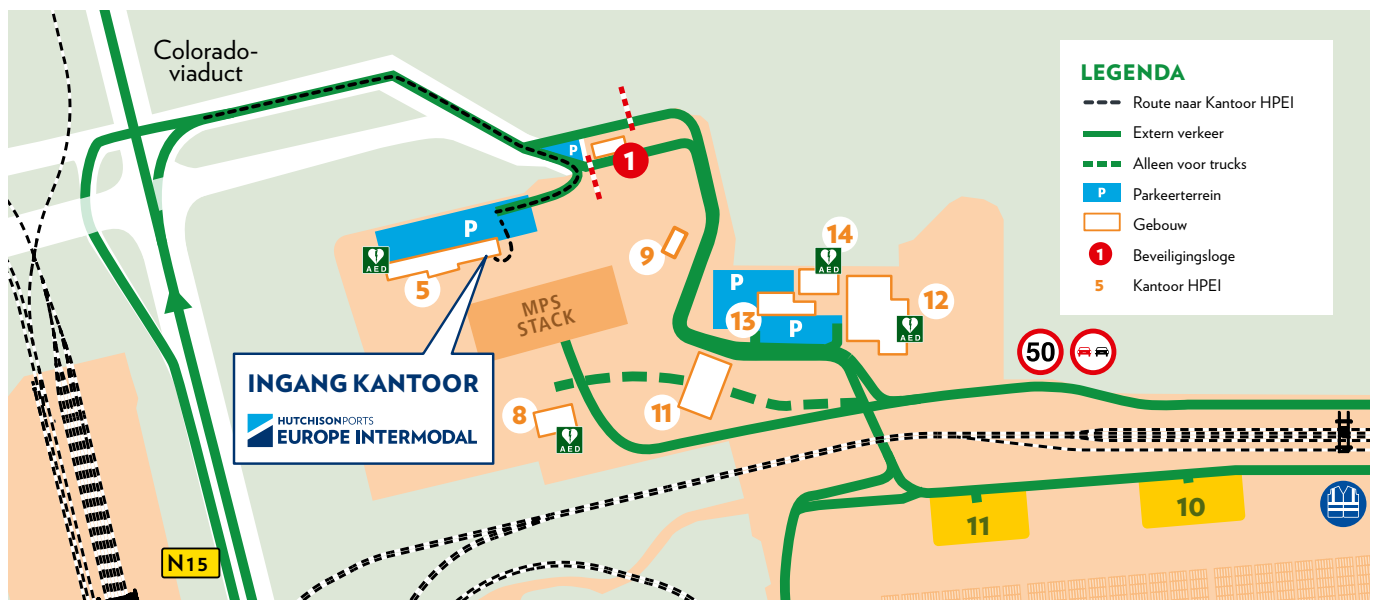 Colorado-
viaduct
LEGENDA
Route naar Kantoor HPEI
Extern verkeer
Alleen voor trucks
P Parkeerterrein
Gebouw
1 Beveiligingsloge
5 Kantoor HPEI
P
1
P
9
14
AED
AED
5
P
13
P
12
AED
MPS
STACK
50
INGANG KANTOOR
HUTCHISONPORTS
EUROPE INTERMODAL
8
AED
11
11
10
N15